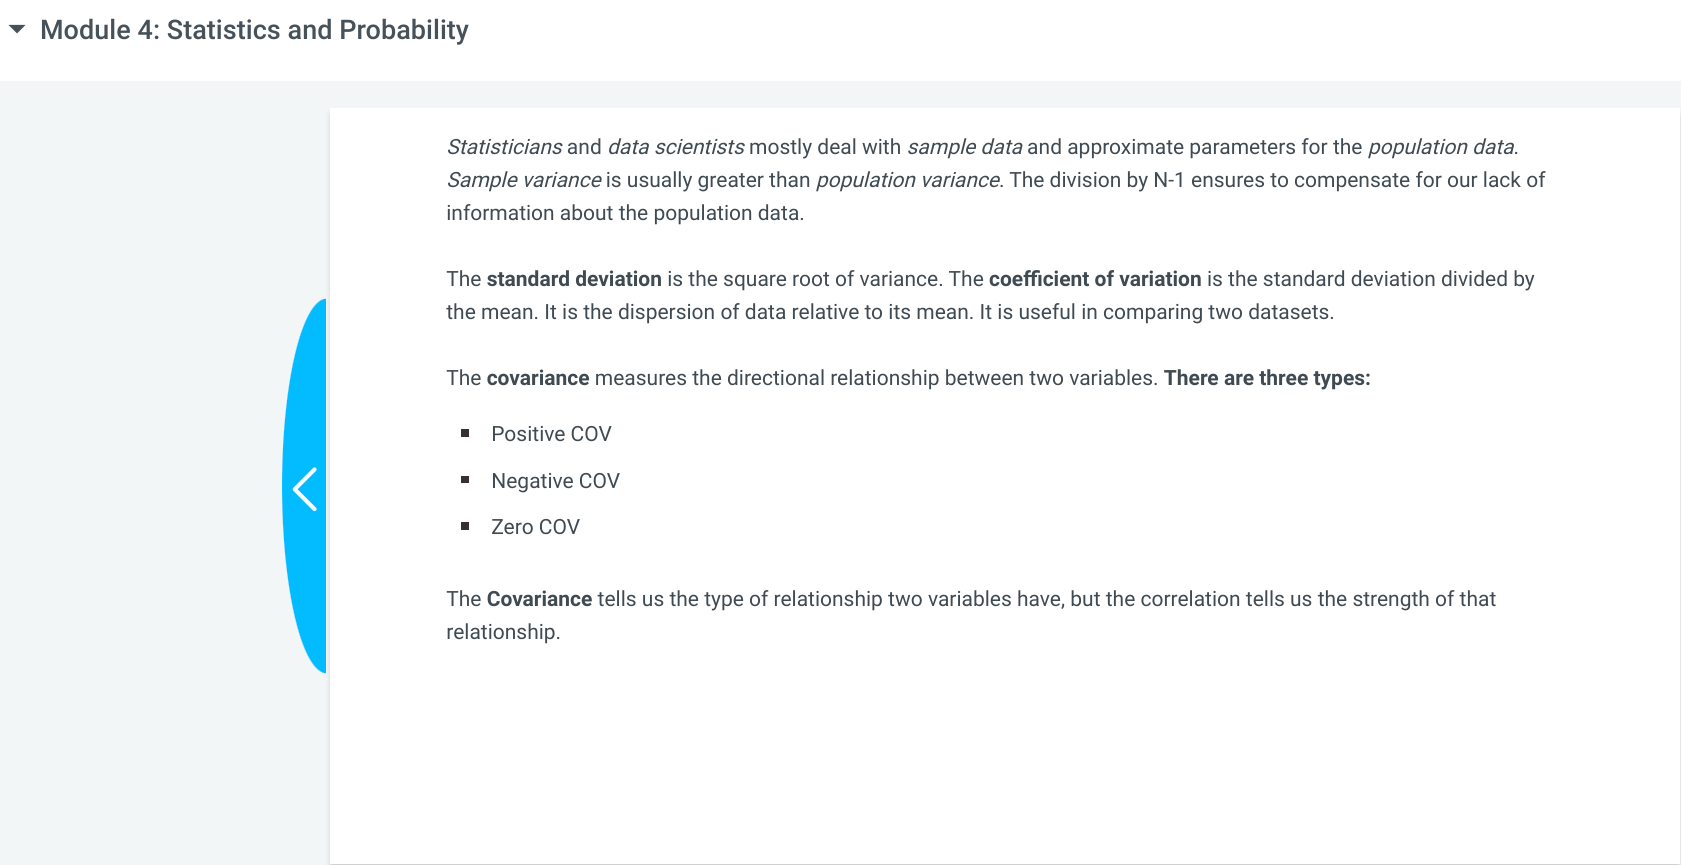 Module 4: Statistics and Probability
Statisticians and data scientists mostly deal with sample data and approximate parameters for the population data.
Sample variance is usually greater than population variance. The division by N-1 ensures to compensate for our lack of
information about the population data.
The standard deviation is the square root of variance. The coefficient of variation is the standard deviation divided by
the mean. It is the dispersion of data relative to its mean. It is useful in comparing two datasets.
The covariance measures the directional relationship between two variables. There are three types:
Positive COV
Negative COV
Zero COV
The Covariance tells us the type of relationship two variables have, but the correlation tells us the strength of that
relationship.